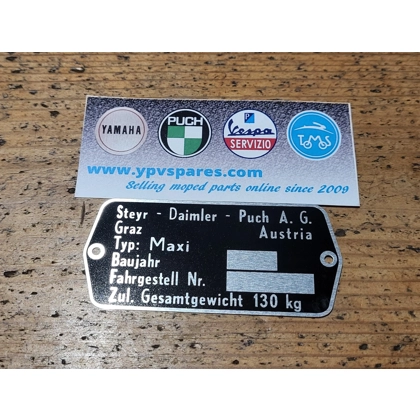 YAMAHA
PUCH
Vespa
SERVIZIO
TMS
www.ypvspares.com
Selling moped parts online since 2009
Steyr - Daimler - Puch A. G.
Graz Austria
Typ: Maxi
Baujahr
Fahrgestell Nr.
Zul. Gesamtgewicht 130 kg